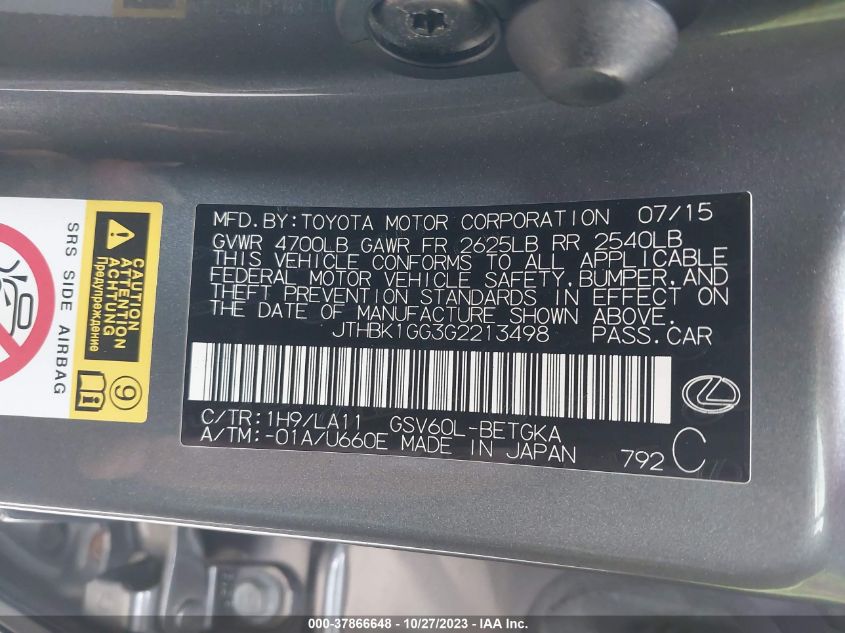 MFD.BY:TOYOTA MOTOR CORPORATION 07/15
GVWR 4700LB GAWR FR 2625LB RR 2540LB
THIS VEHICLE CONFORMS TO ALL APPLICABLE
FEDERAL MOTOR VEHICLE SAFETY,BUMPER,AND
THEFT PREVENTION STANDARDS IN EFFECT ON
THE DATE OF MANUFACTURE SHOWN ABOVE.
JTHBK1GG3G2213498 PASS.CAR
C/TR:1H9/LA11 GSV60L-BETGKA
A/TM:-01A/U660E MADE IN JAPAN 792 C
SRS SIDE AIRBAG
CAUTION
ATTENTION
ACHTUNG
Предупреждение
9
000-37866648 - 10/27/2023 - IAA Inc.